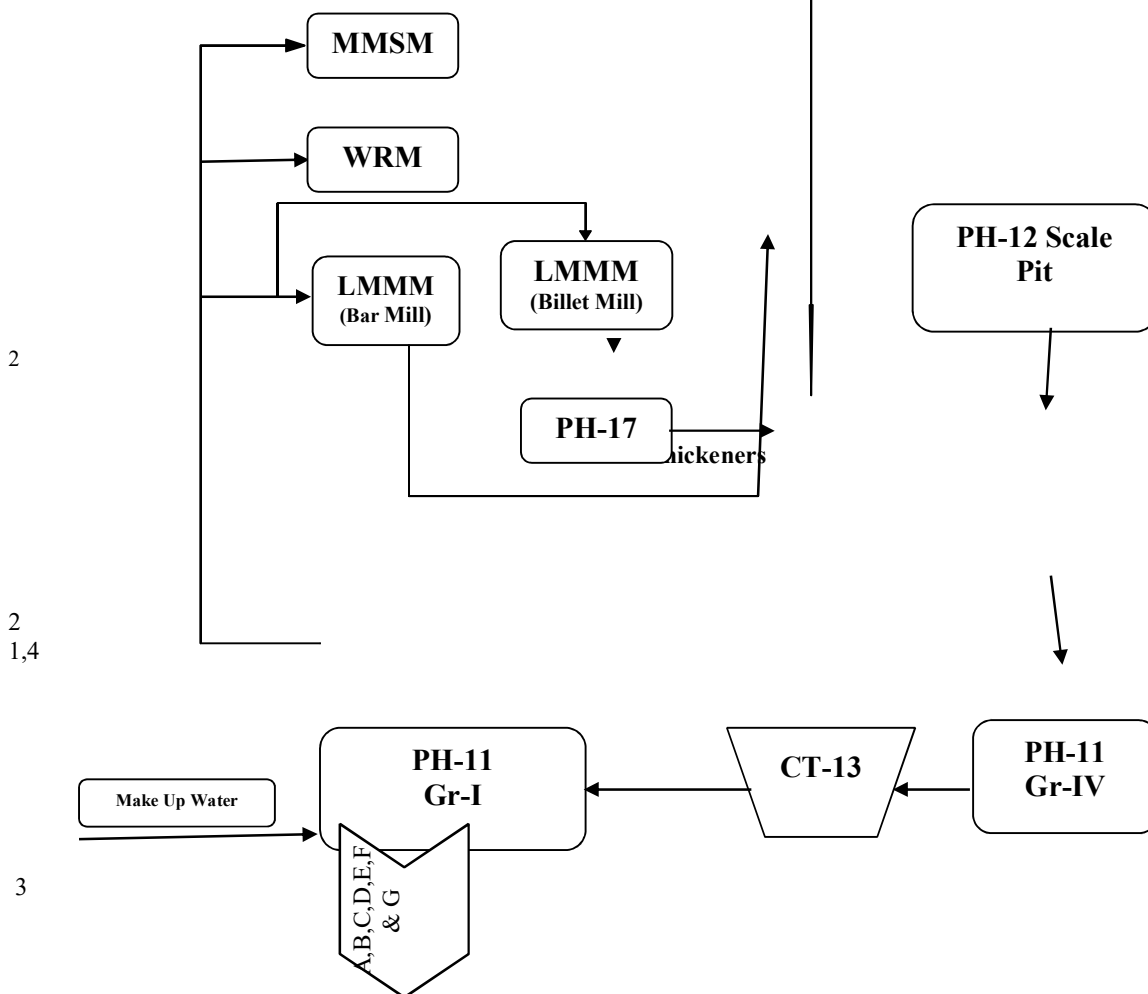 MMSM
WRM
LMMM
(Bar Mill)
LMMM
(Billet Mill)
PH-12 Scale
Pit
2
PH-17
hickeners
2
1,4
PH-11
Gr-I
CT-13
PH-11
Gr-IV
Make Up Water
3
A,B,C,D,E,F
& G